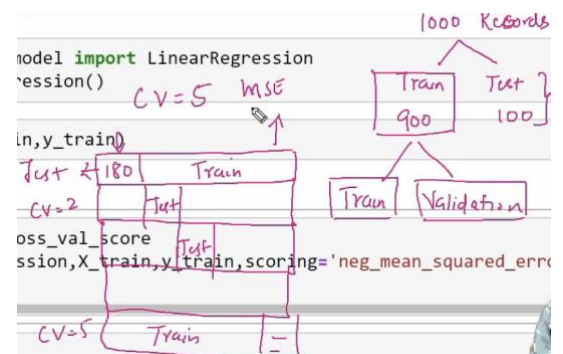 1000 Records
model import LinearRegression
ression()
CV=5 MSE
Train Test
900 100
in,y_train)
Test 180 Train
Train Validation
CV=2 Test
oss_val_score
Test
ssion,X_train,y_train,scoring='neg_mean_squared_erro
CV=5 Train